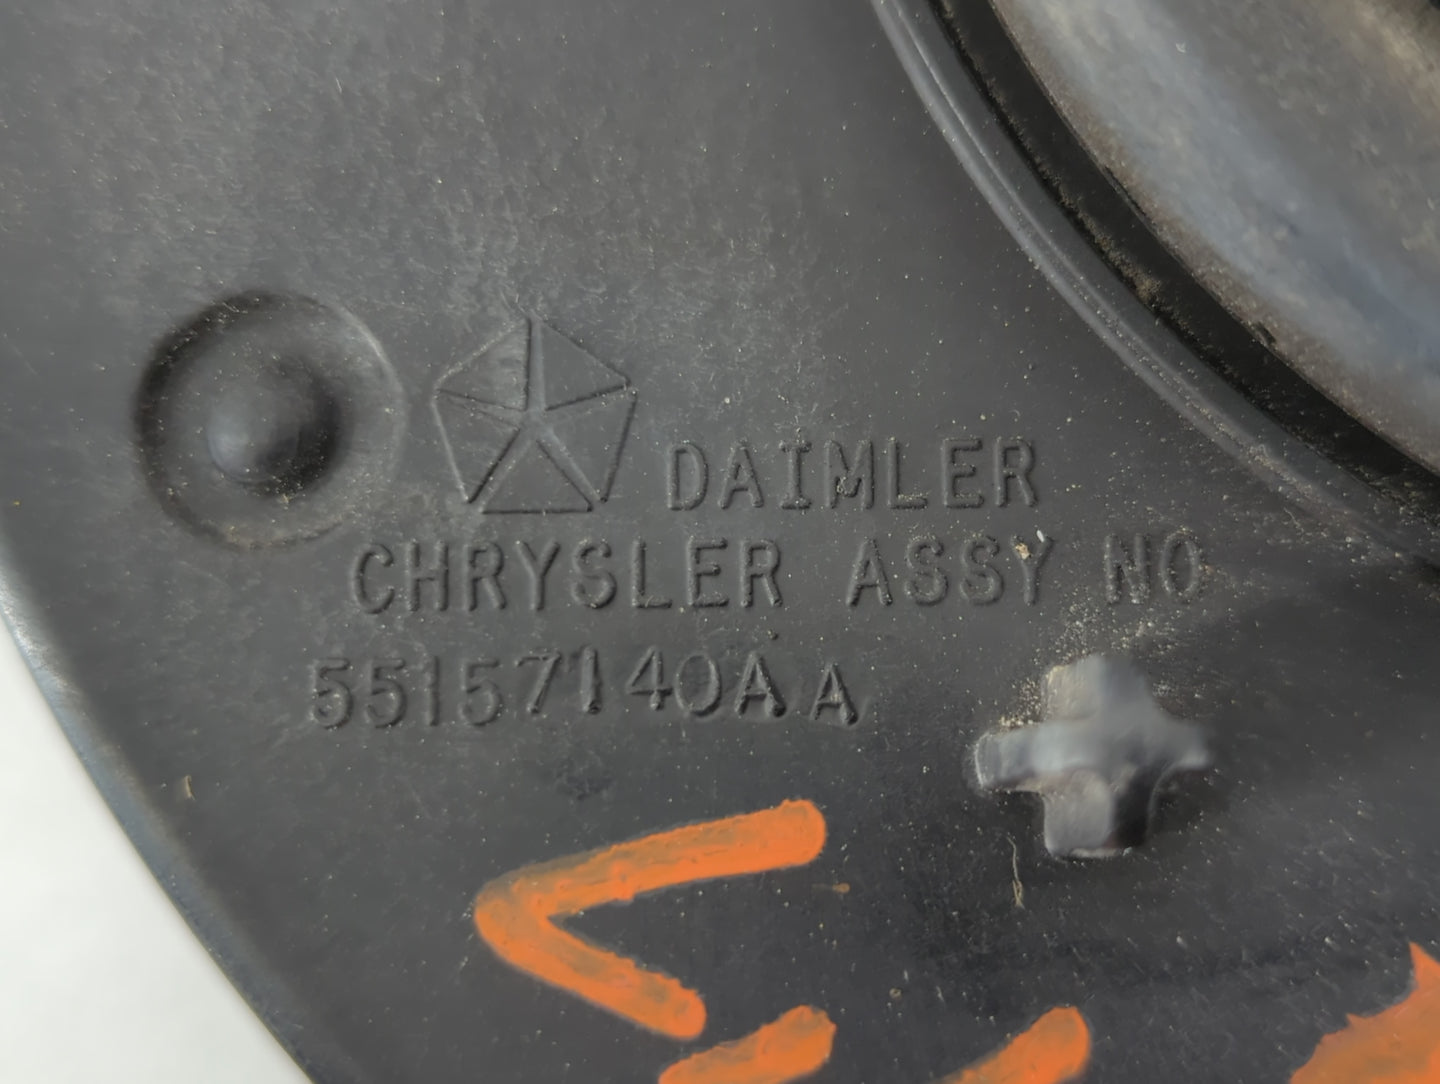 DAIMLER
CHRYSLER ASSY NO
55157140AA